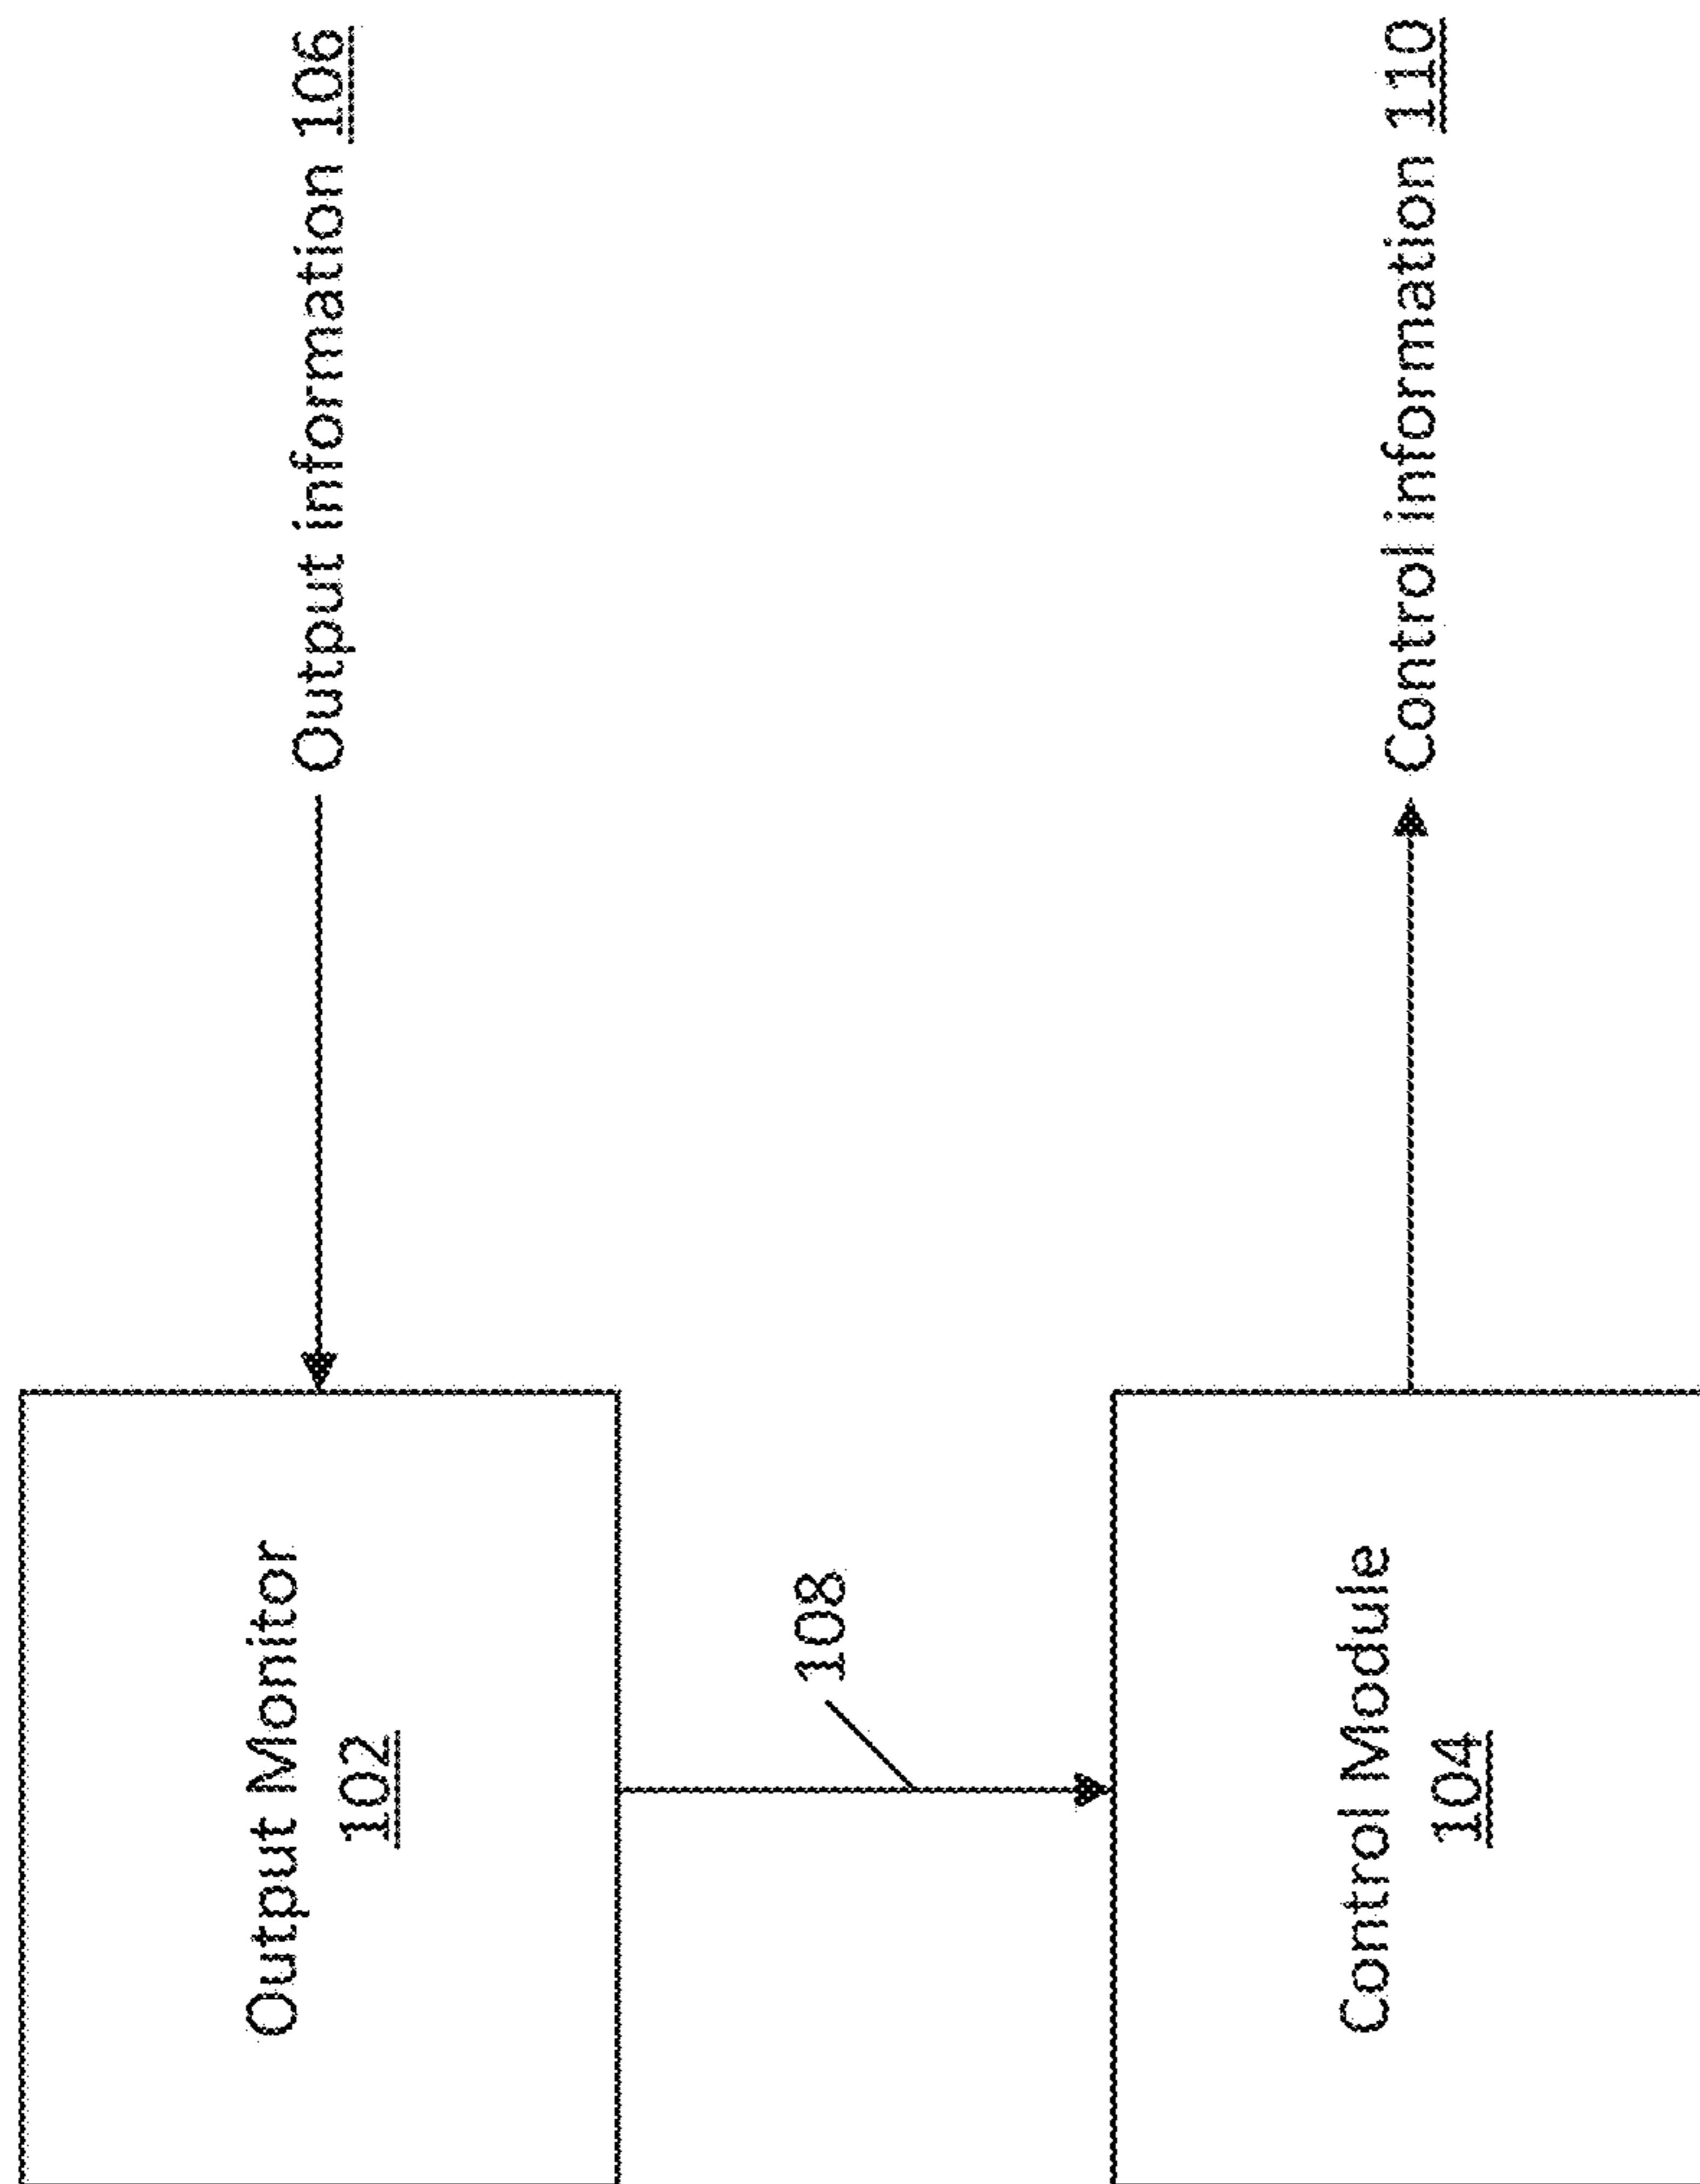 Output Monitor
102
Output information 106
108
Control Module
104
Control information 110